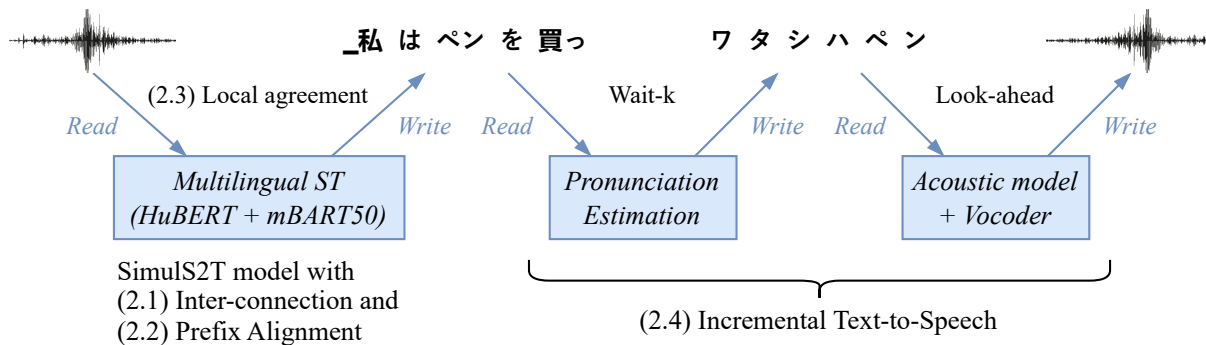 _私 は ペン を 買っ
ワ タ シ ハ ペ ン
(2.3) Local agreement
Wait-k
Look-ahead
Read
Write
Read
Write
Read
Write
Multilingual ST
(HuBERT + mBART50)
Pronunciation
Estimation
Acoustic model
+ Vocoder
SimulS2T model with
(2.1) Inter-connection and
(2.2) Prefix Alignment
(2.4) Incremental Text-to-Speech